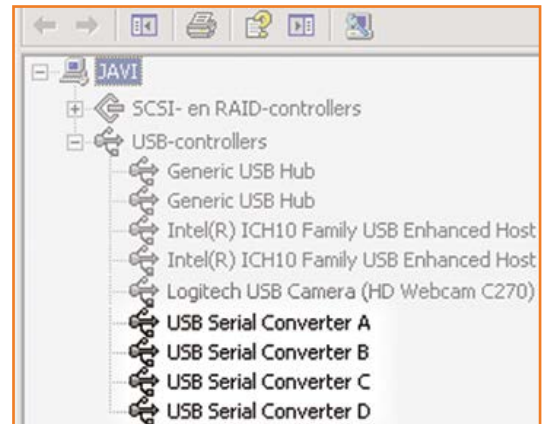 JAVI
SCSI- en RAID-controllers
USB-controllers
Generic USB Hub
Generic USB Hub
Intel(R) ICH10 Family USB Enhanced Host
Intel(R) ICH10 Family USB Enhanced Host
Logitech USB Camera (HD Webcam C270)
USB Serial Converter A
USB Serial Converter B
USB Serial Converter C
USB Serial Converter D